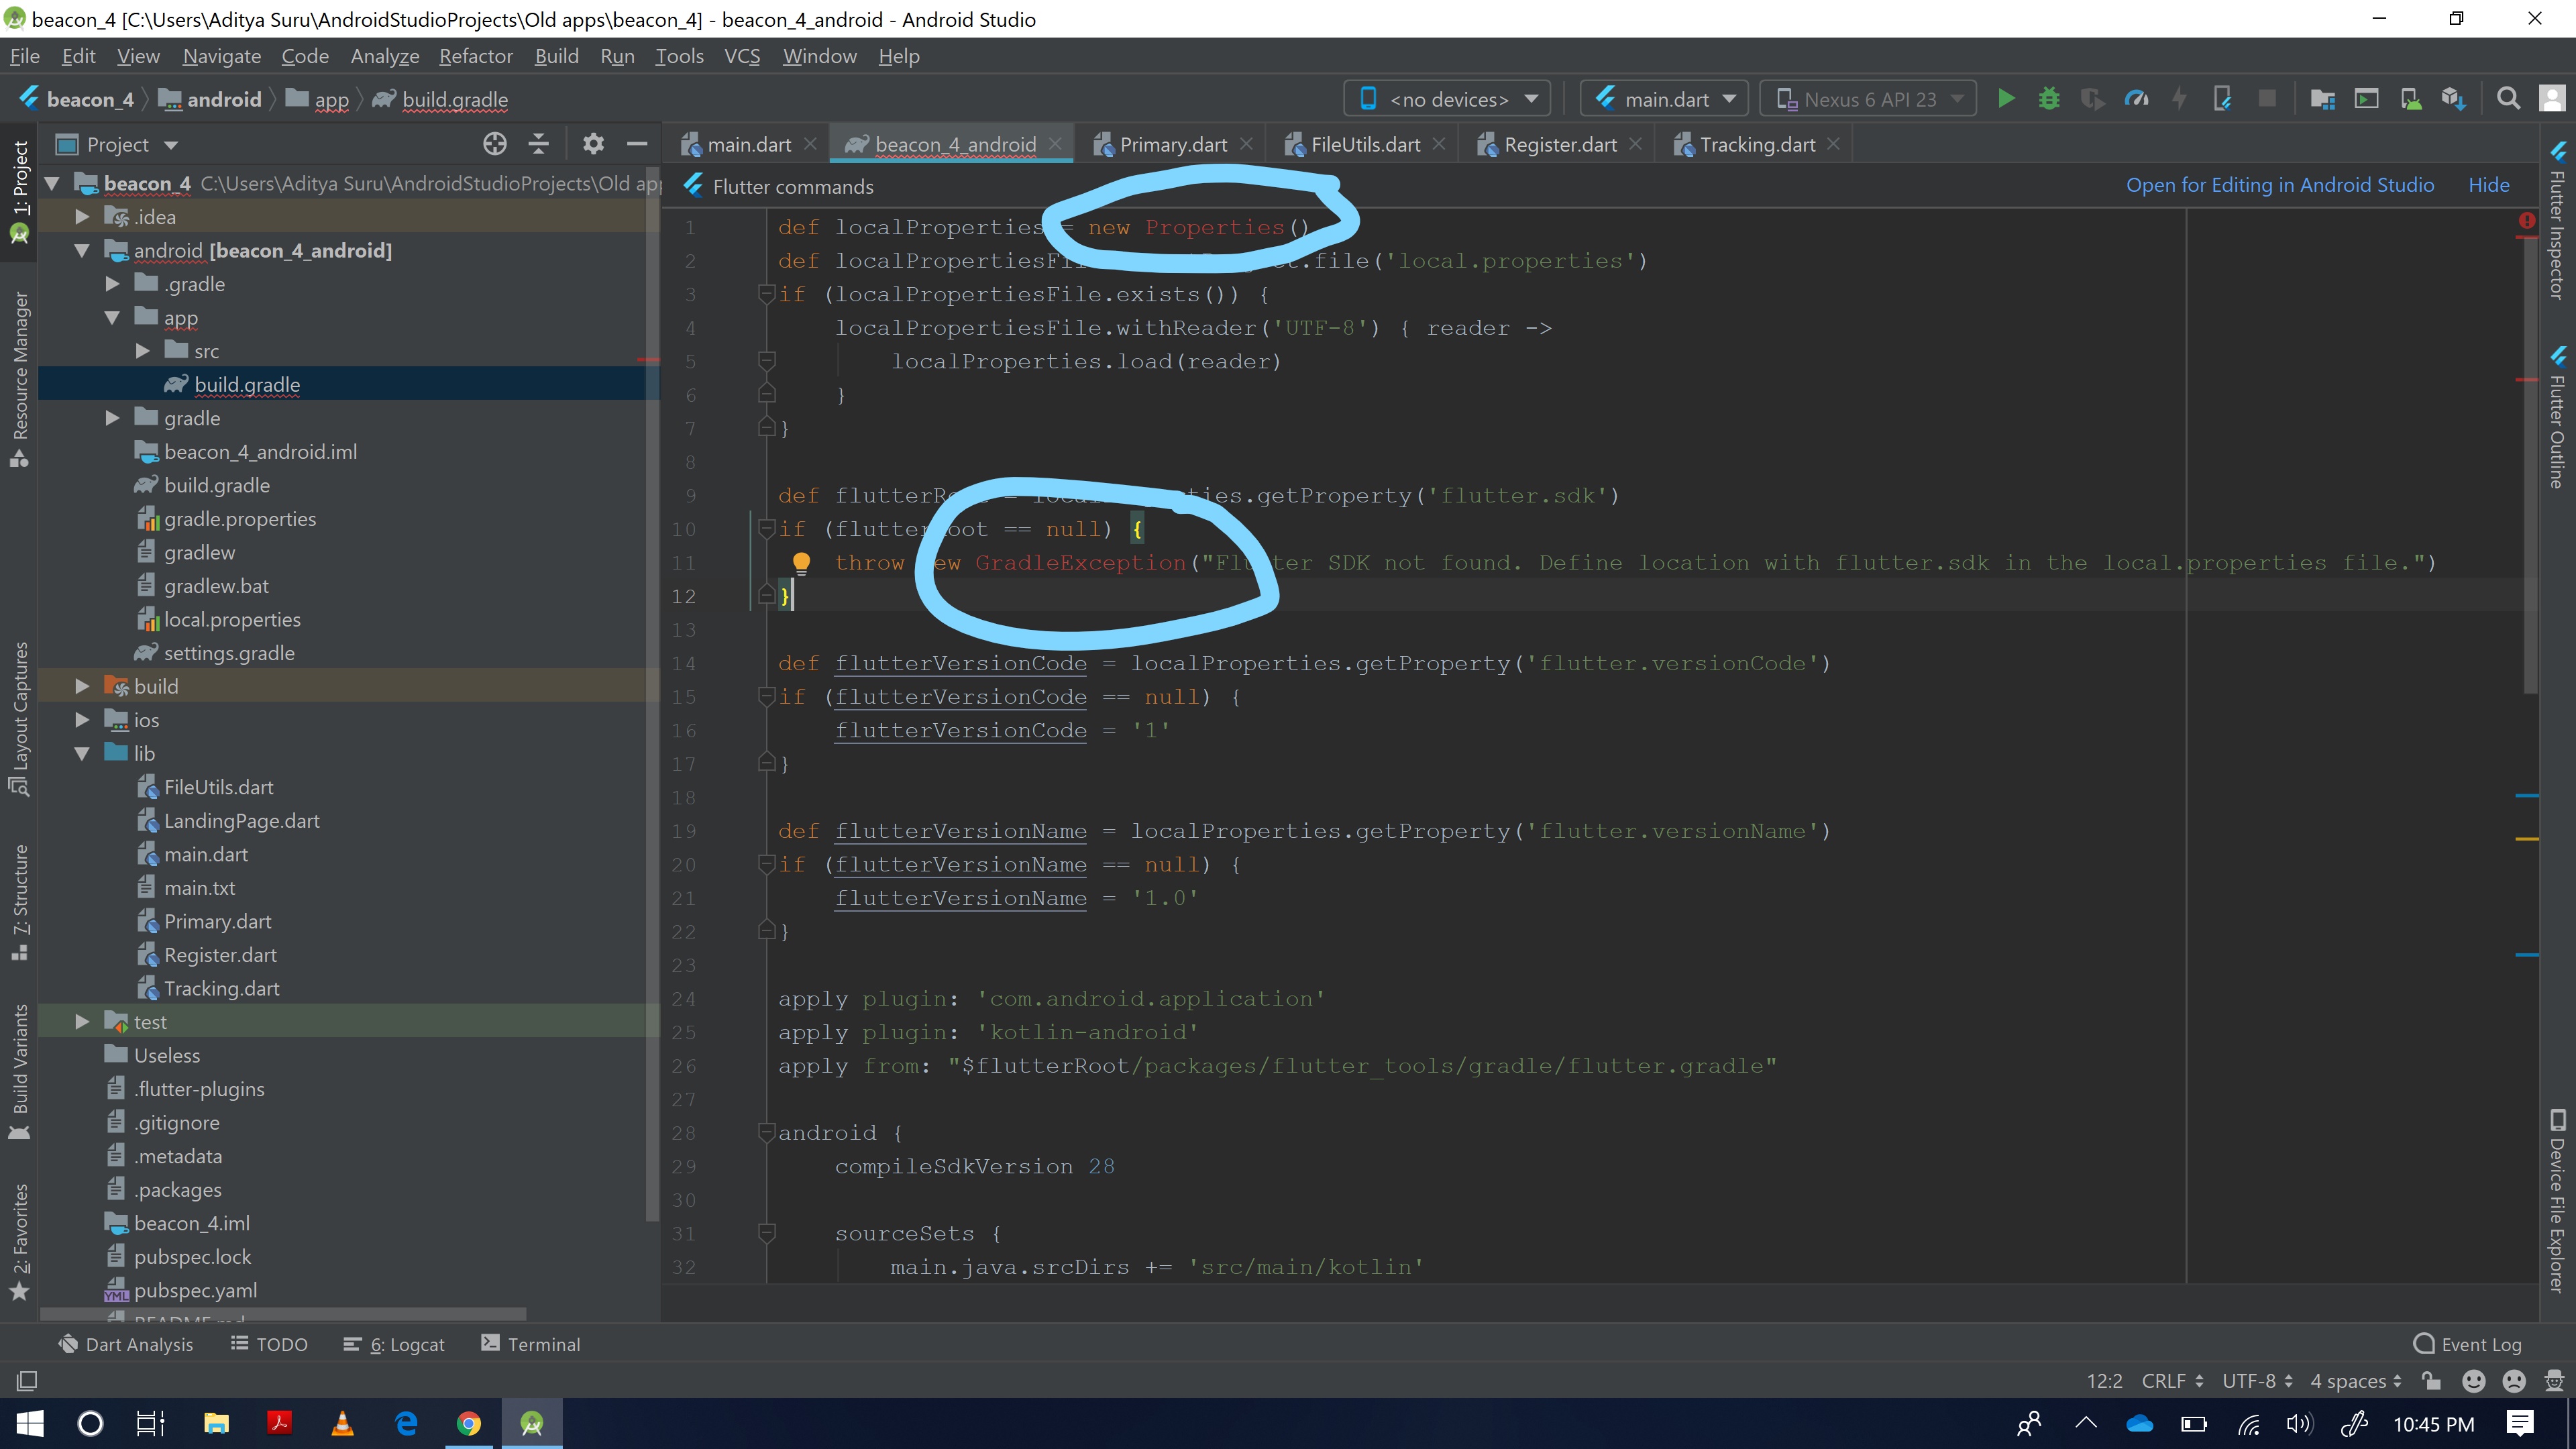 beacon_4 [C:\Users\Aditya Suru\AndroidStudioProjects\Old apps\beacon_4] - beacon_4_android - Android Studio
File Edit View Navigate Code Analyze Refactor Build Run Tools VCS Window Help
beacon_4 android app build.gradle
<no devices> main.dart Nexus 6 API 23
Project
main.dart beacon_4_android Primary.dart FileUtils.dart Register.dart Tracking.dart
Flutter commands Open for Editing in Android Studio Hide
1: Project
Resource Manager
Layout Captures
7: Structure
Build Variants
2: Favorites
beacon_4 C:\Users\Aditya Suru\AndroidStudioProjects\Old
.idea
android [beacon_4_android]
.gradle
app
src
build.gradle
gradle
beacon_4_android.iml
build.gradle
gradle.properties
gradlew
gradlew.bat
local.properties
settings.gradle
build
ios
lib
FileUtils.dart
LandingPage.dart
main.dart
main.txt
Primary.dart
Register.dart
Tracking.dart
test
Useless
.flutter-plugins
.gitignore
.metadata
.packages
beacon_4.iml
pubspec.lock
pubspec.yaml
1 def localProperties = new Properties()
2 def .file('local.properties')
3 if (localPropertiesFile.exists()) {
4 localPropertiesFile.withReader('UTF-8') { reader ->
5 localProperties.load(reader)
6 }
7 }
8
9 def = .getProperty('flutter.sdk')
10 if (flutterRoot == null) {
11 throw new GradleException("Flutter SDK not found. Define location with flutter.sdk in the local.properties file.")
12 }
13
14 def flutterVersionCode = localProperties.getProperty('flutter.versionCode')
15 if (flutterVersionCode == null) {
16 flutterVersionCode = '1'
17 }
18
19 def flutterVersionName = localProperties.getProperty('flutter.versionName')
20 if (flutterVersionName == null) {
21 flutterVersionName = '1.0'
22 }
23
24 apply plugin: 'com.android.application'
25 apply plugin: 'kotlin-android'
26 apply from: "$flutterRoot/packages/flutter_tools/gradle/flutter.gradle"
27
28 android {
29 compileSdkVersion 28
30
31 sourceSets {
32 main.java.srcDirs += 'src/main/kotlin'
Flutter Inspector
Flutter Outline
Device File Explorer
Dart Analysis TODO 6: Logcat Terminal Event Log
12:2 CRLF UTF-8 4 spaces
10:45 PM